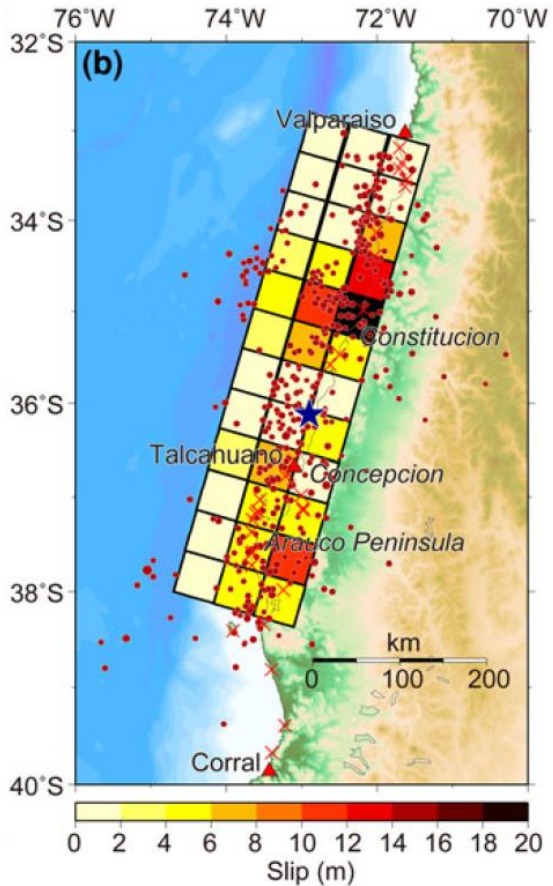 76˚W 74˚W 72˚W 70˚W
32˚S
(b)
Valparaiso
34˚S
Constitucion
36˚S
Talcahuano
Concepcion
Arauco Peninsula
38˚S
km
0 100 200
Corral
40˚S
0 2 4 6 8 10 12 14 16 18 20
Slip (m)